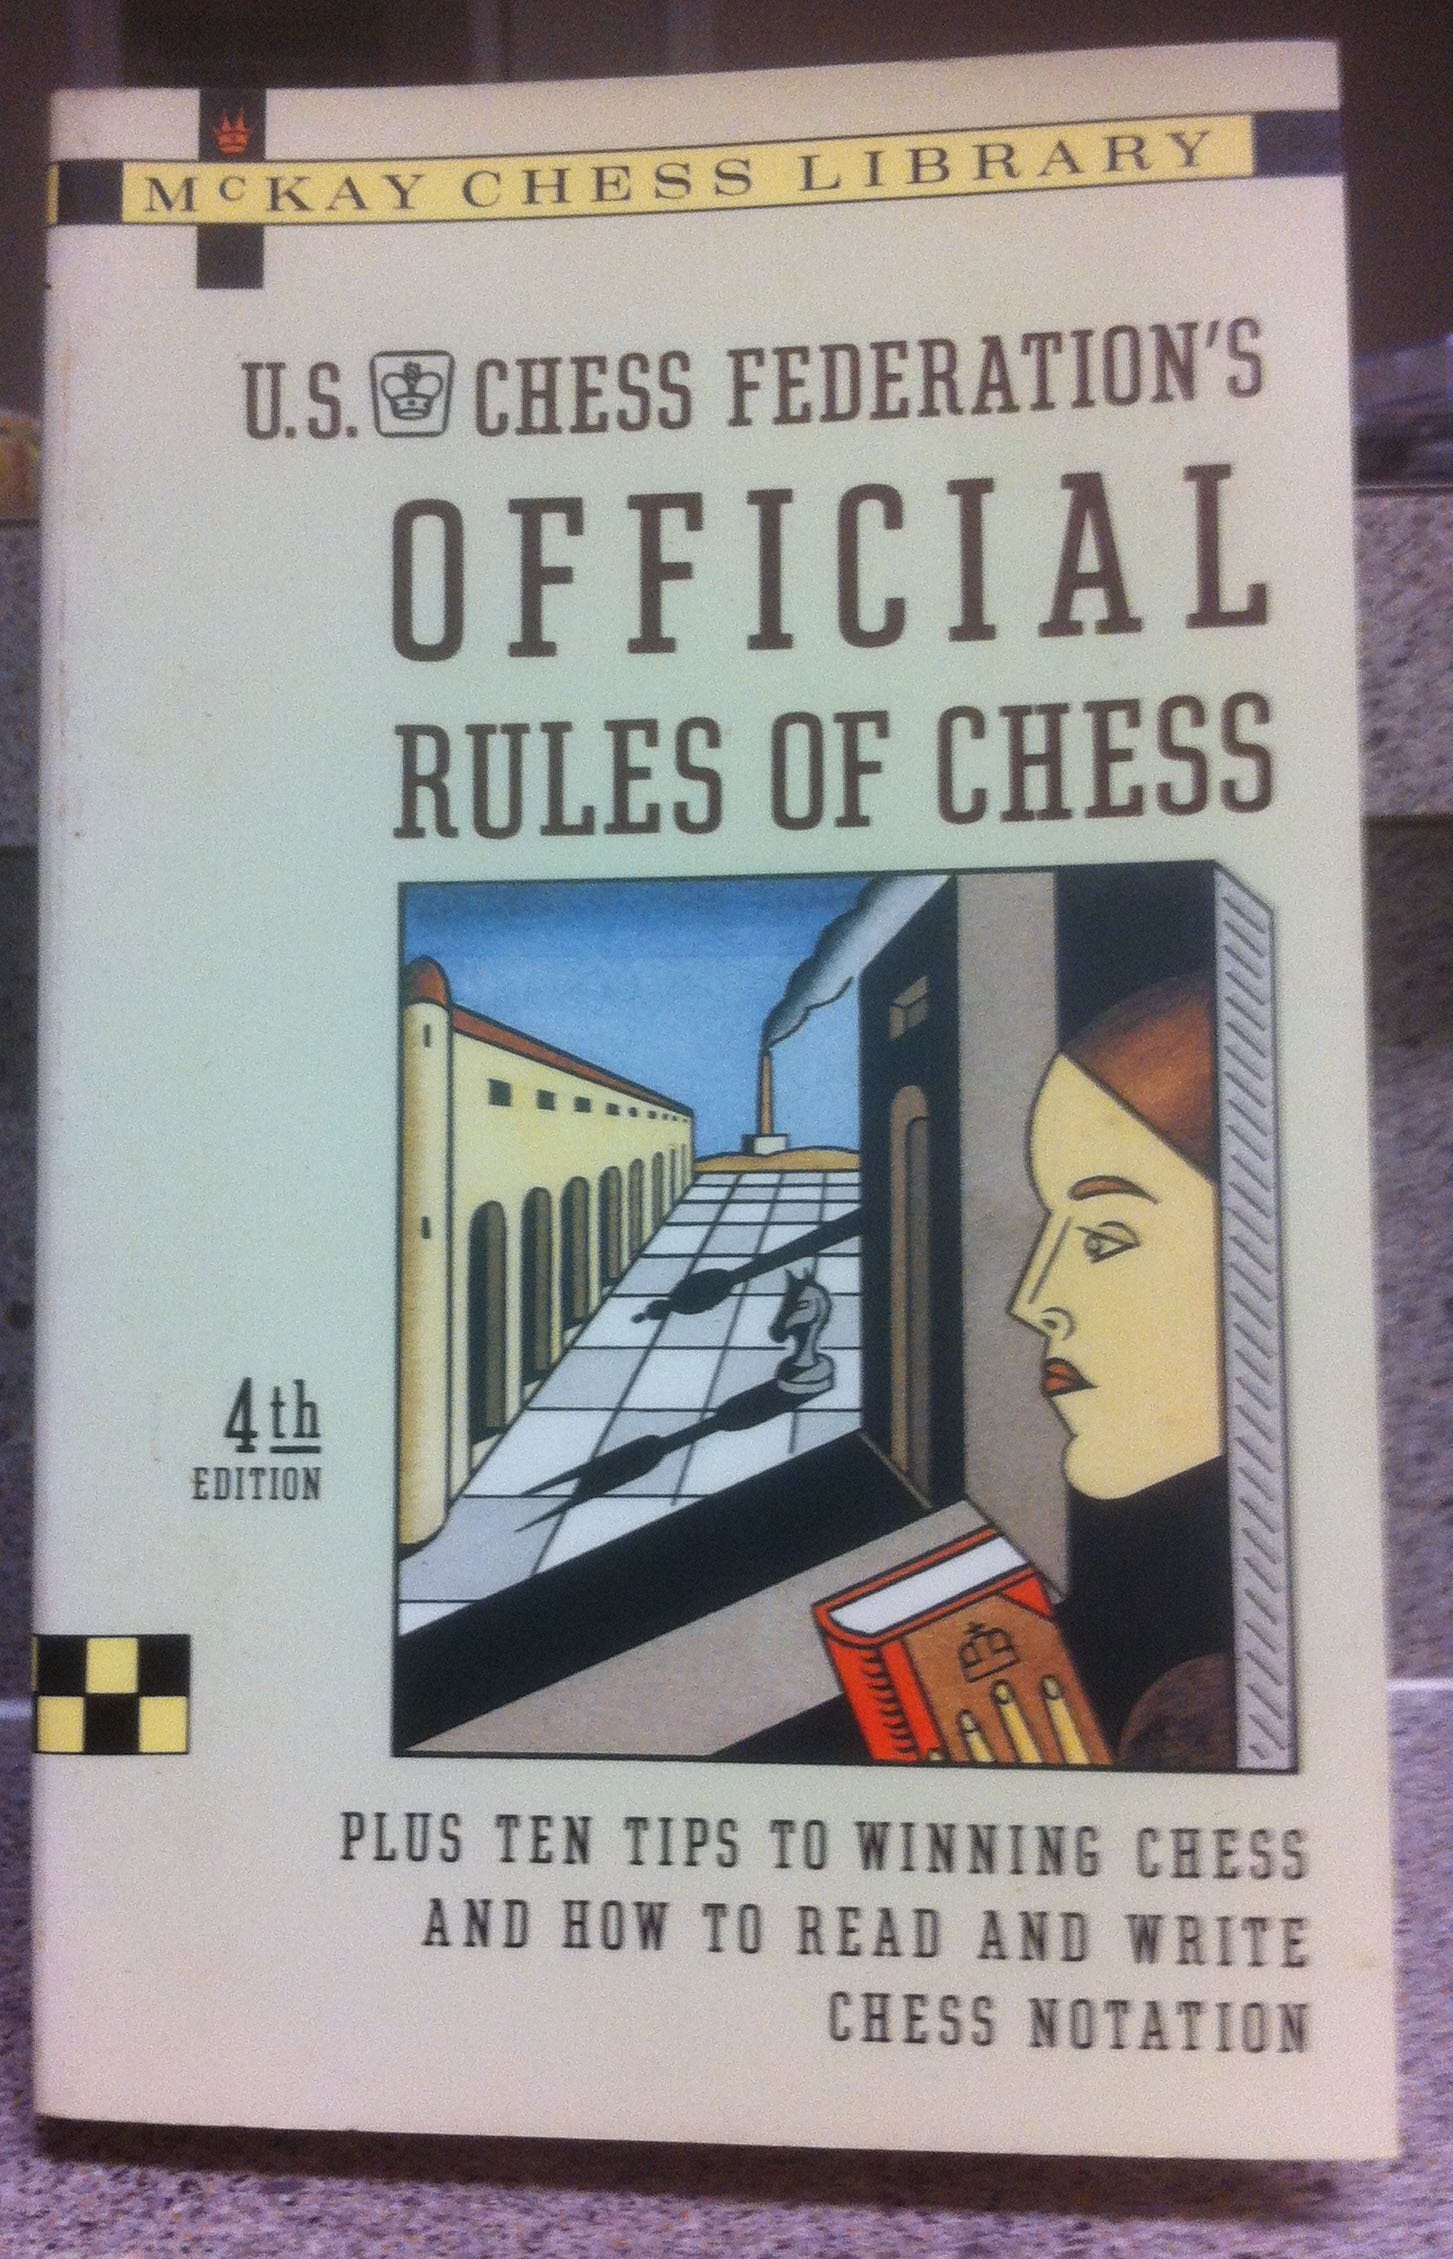 McKAY CHESS LIBRARY
U.S. CHESS FEDERATION'S
OFFICIAL
RULES OF CHESS
4th
EDITION
PLUS TEN TIPS TO WINNING CHESS
AND HOW TO READ AND WRITE
CHESS NOTATION